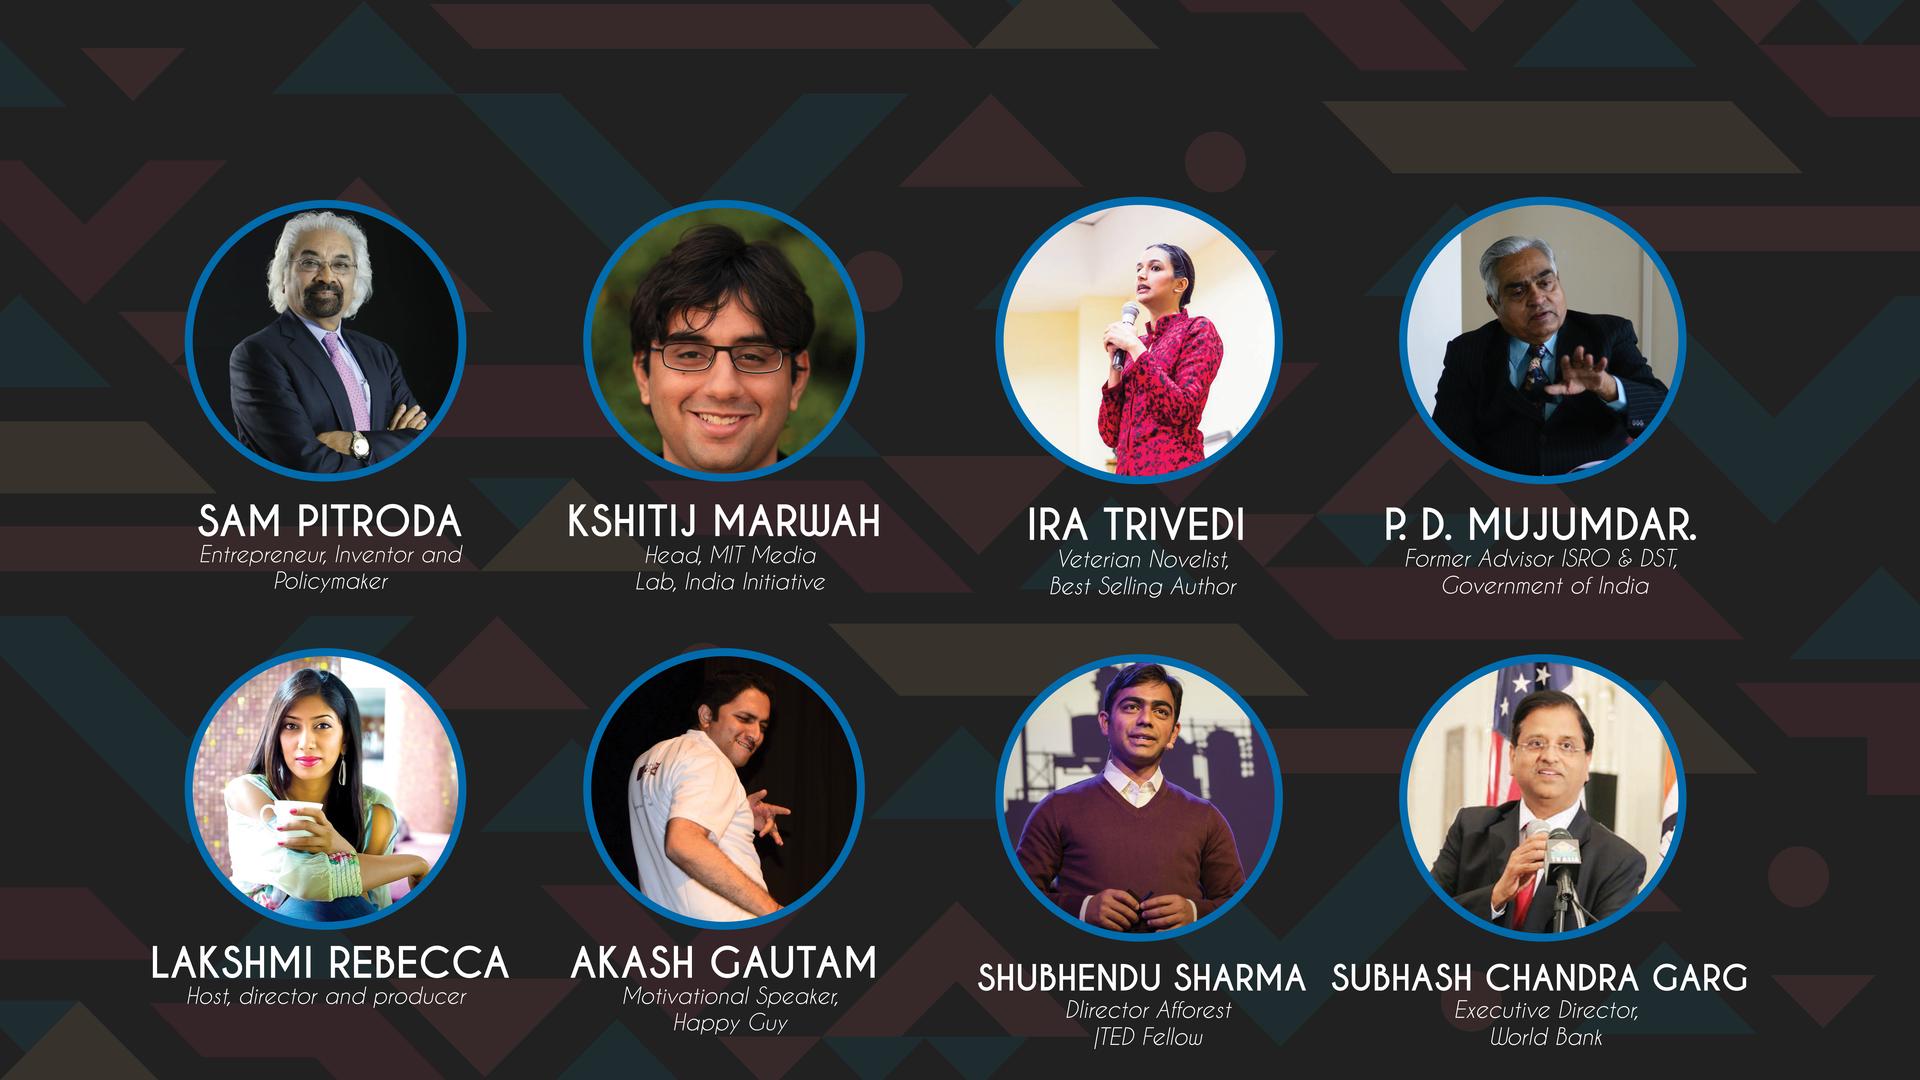 SAM PITRODA
Entrepreneur, Inventor and
Policymaker
KSHITIJ MARWAH
Head, MIT Media
Lab, India Initiative
IRA TRIVEDI
Veterian Novelist,
Best Selling Author
P. D. MUJUMDAR.
Former Advisor ISRO & DST,
Government of India
LAKSHMI REBECCA
Host, director and producer
AKASH GAUTAM
Motivational Speaker,
Happy Guy
SHUBHENDU SHARMA
DIirector Afforest
|TED Fellow
SUBHASH CHANDRA GARG
Executive Director,
World Bank